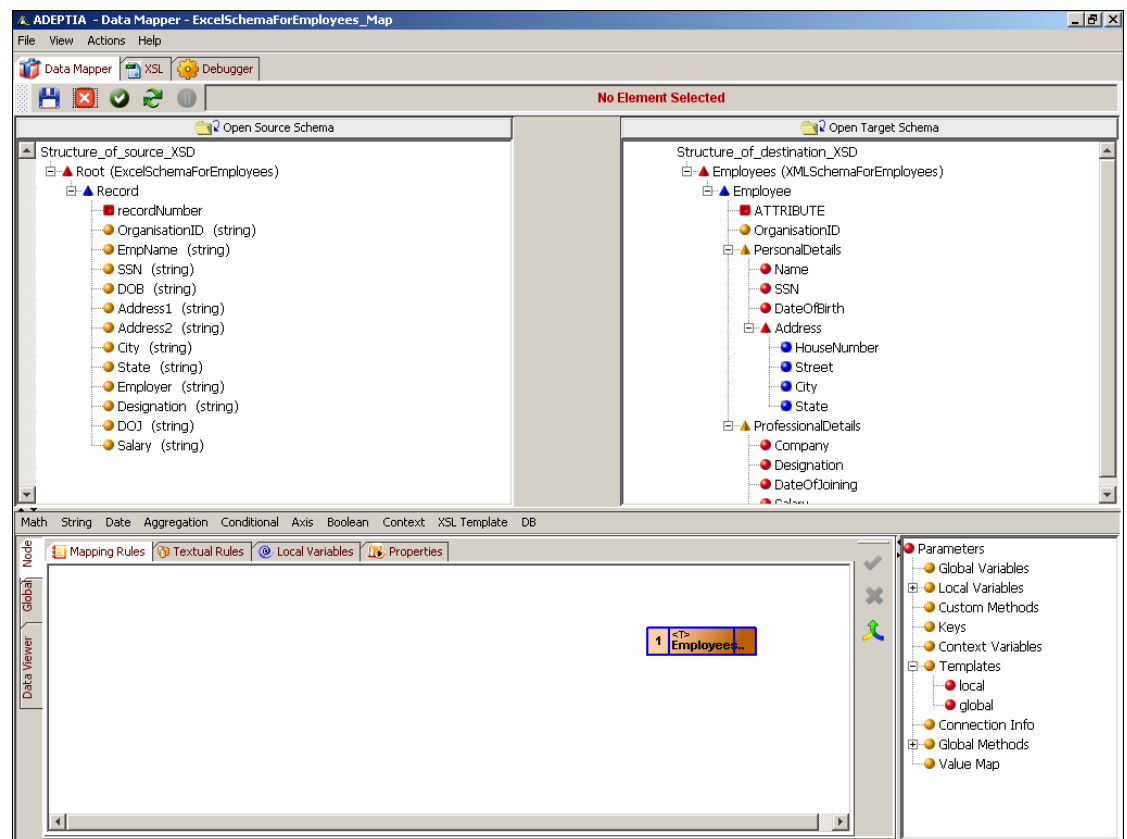 ADEPTIA - Data Mapper - ExcelSchemaForEmployees_Map
File View Actions Help
Data Mapper XSL Debugger
No Element Selected
Open Source Schema
Structure_of_source_XSD
Root (ExcelSchemaForEmployees)
Record
recordNumber
OrganisationID (string)
EmpName (string)
SSN (string)
DOB (string)
Address1 (string)
Address2 (string)
City (string)
State (string)
Employer (string)
Designation (string)
DOJ (string)
Salary (string)
Open Target Schema
Structure_of_destination_XSD
Employees (XMLSchemaForEmployees)
Employee
ATTRIBUTE
OrganisationID
PersonalDetails
Name
SSN
DateOfBirth
Address
HouseNumber
Street
City
State
ProfessionalDetails
Company
Designation
DateOfJoining
Salary
Math String Date Aggregation Conditional Axis Boolean Context XSL Template DB
Node
Global
Data Viewer
Mapping Rules Textual Rules Local Variables Properties
1 <T>
Employees..
Parameters
Global Variables
Local Variables
Custom Methods
Keys
Context Variables
Templates
local
global
Connection Info
Global Methods
Value Map